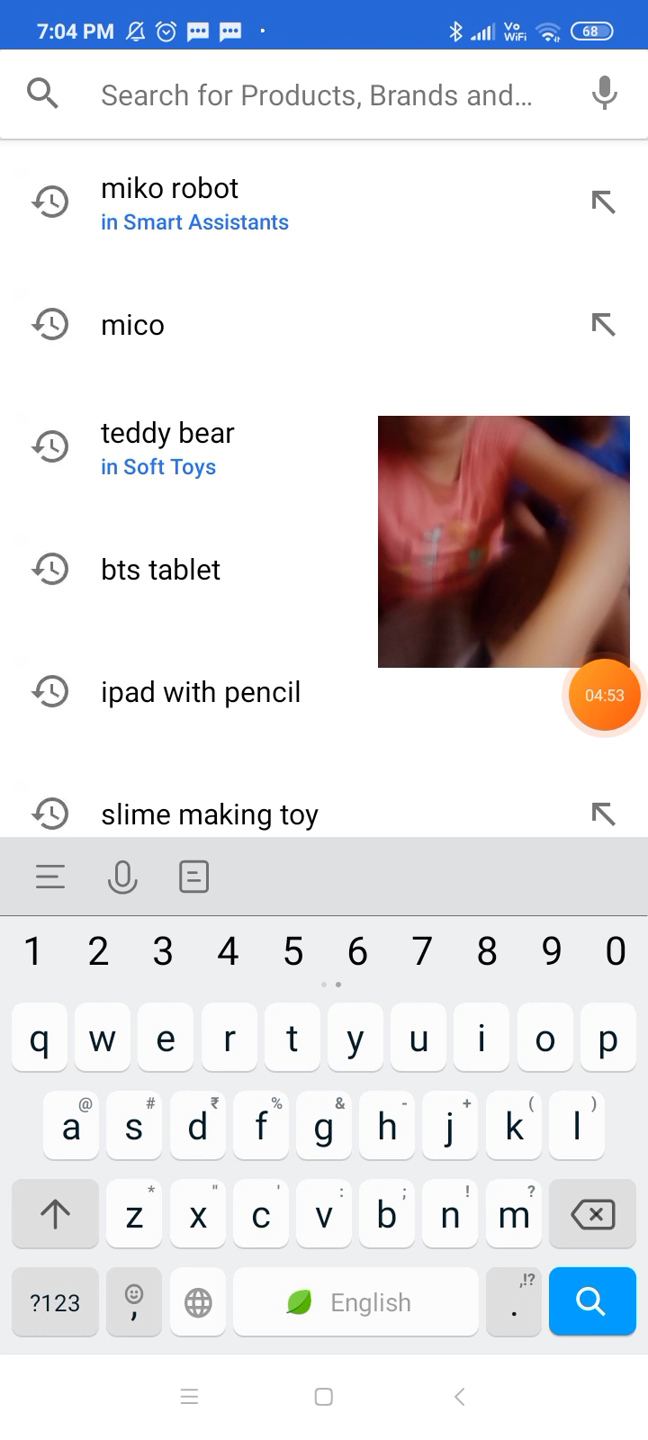 7:04 PM
Vo
WiFi
68
Search for Products, Brands and...
miko robot
in Smart Assistants
mico
teddy bear
in Soft Toys
bts tablet
ipad with pencil
04:53
slime making toy
1 2 3 4 5 6 7 8 9 0
q w e r t y u i o p
@ # ₹ % & - + ( )
a s d f g h j k l
* " ' : ; ! ?
z x c v b n m
?123 , English ,!? .